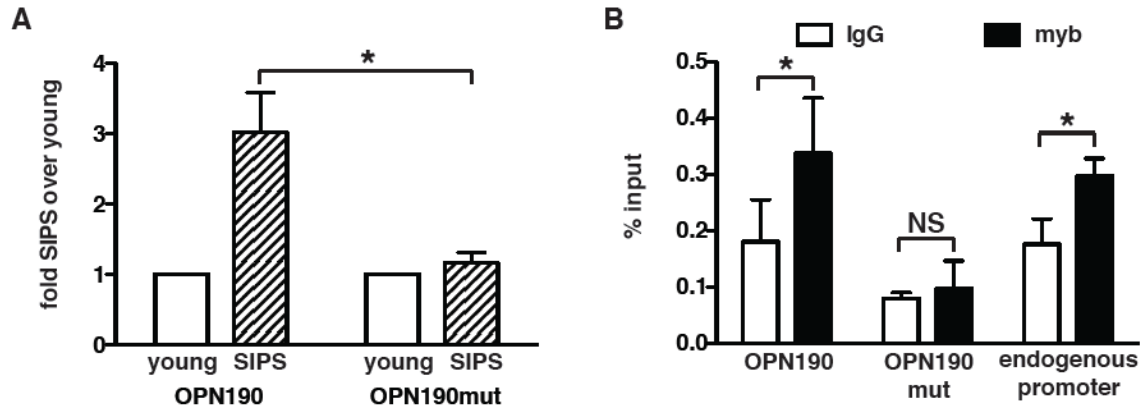 A
fold SIPS over young
4
3
2
1
0
*
young SIPS young SIPS
OPN190 OPN190mut
B
IgG myb
% input
0.5
0.4
0.3
0.2
0.1
0.0
*
NS
*
OPN190 OPN190 endogenous
mut promoter